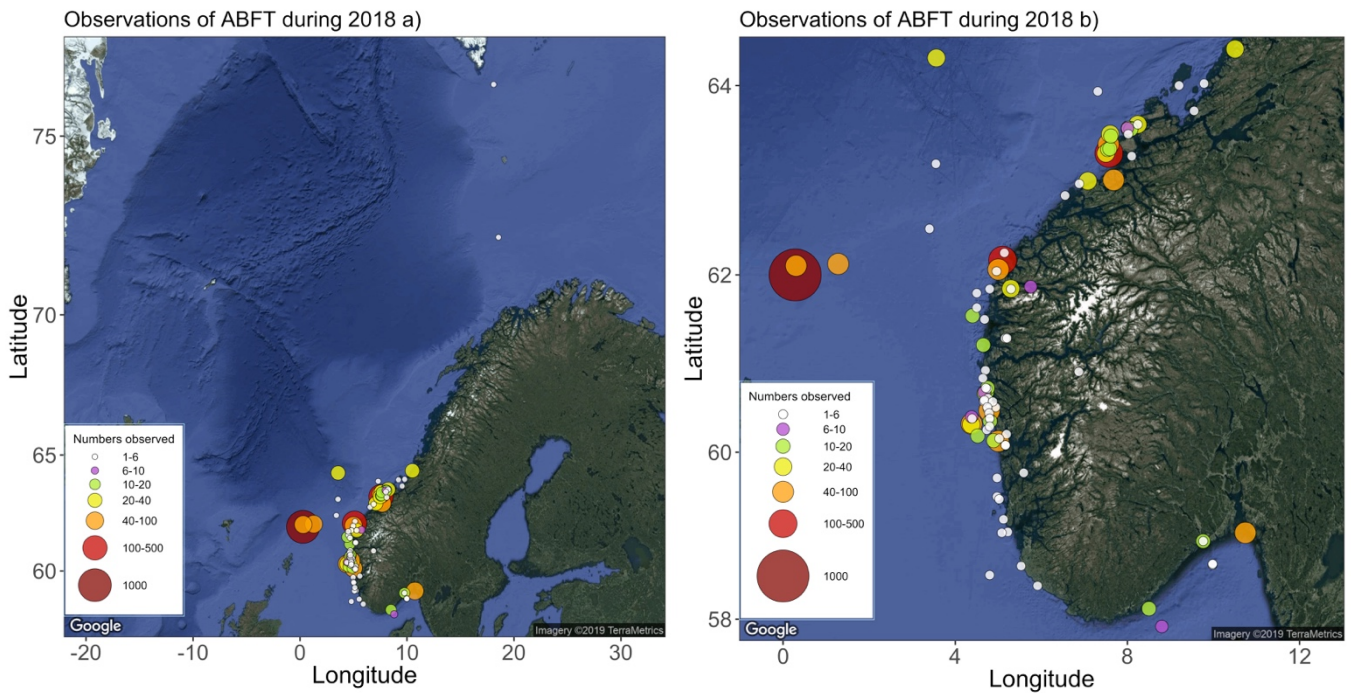 Observations of ABFT during 2018 a)
75
70
65
60
Latitude
Numbers observed
1-6
6-10
10-20
20-40
40-100
100-500
1000
Google
Imagery ©2019 TerraMetrics
-20
-10
0
10
20
30
Longitude
Observations of ABFT during 2018 b)
64
62
60
58
Latitude
Numbers observed
1-6
6-10
10-20
20-40
40-100
100-500
1000
Google
Imagery ©2019 TerraMetrics
0
4
8
12
Longitude